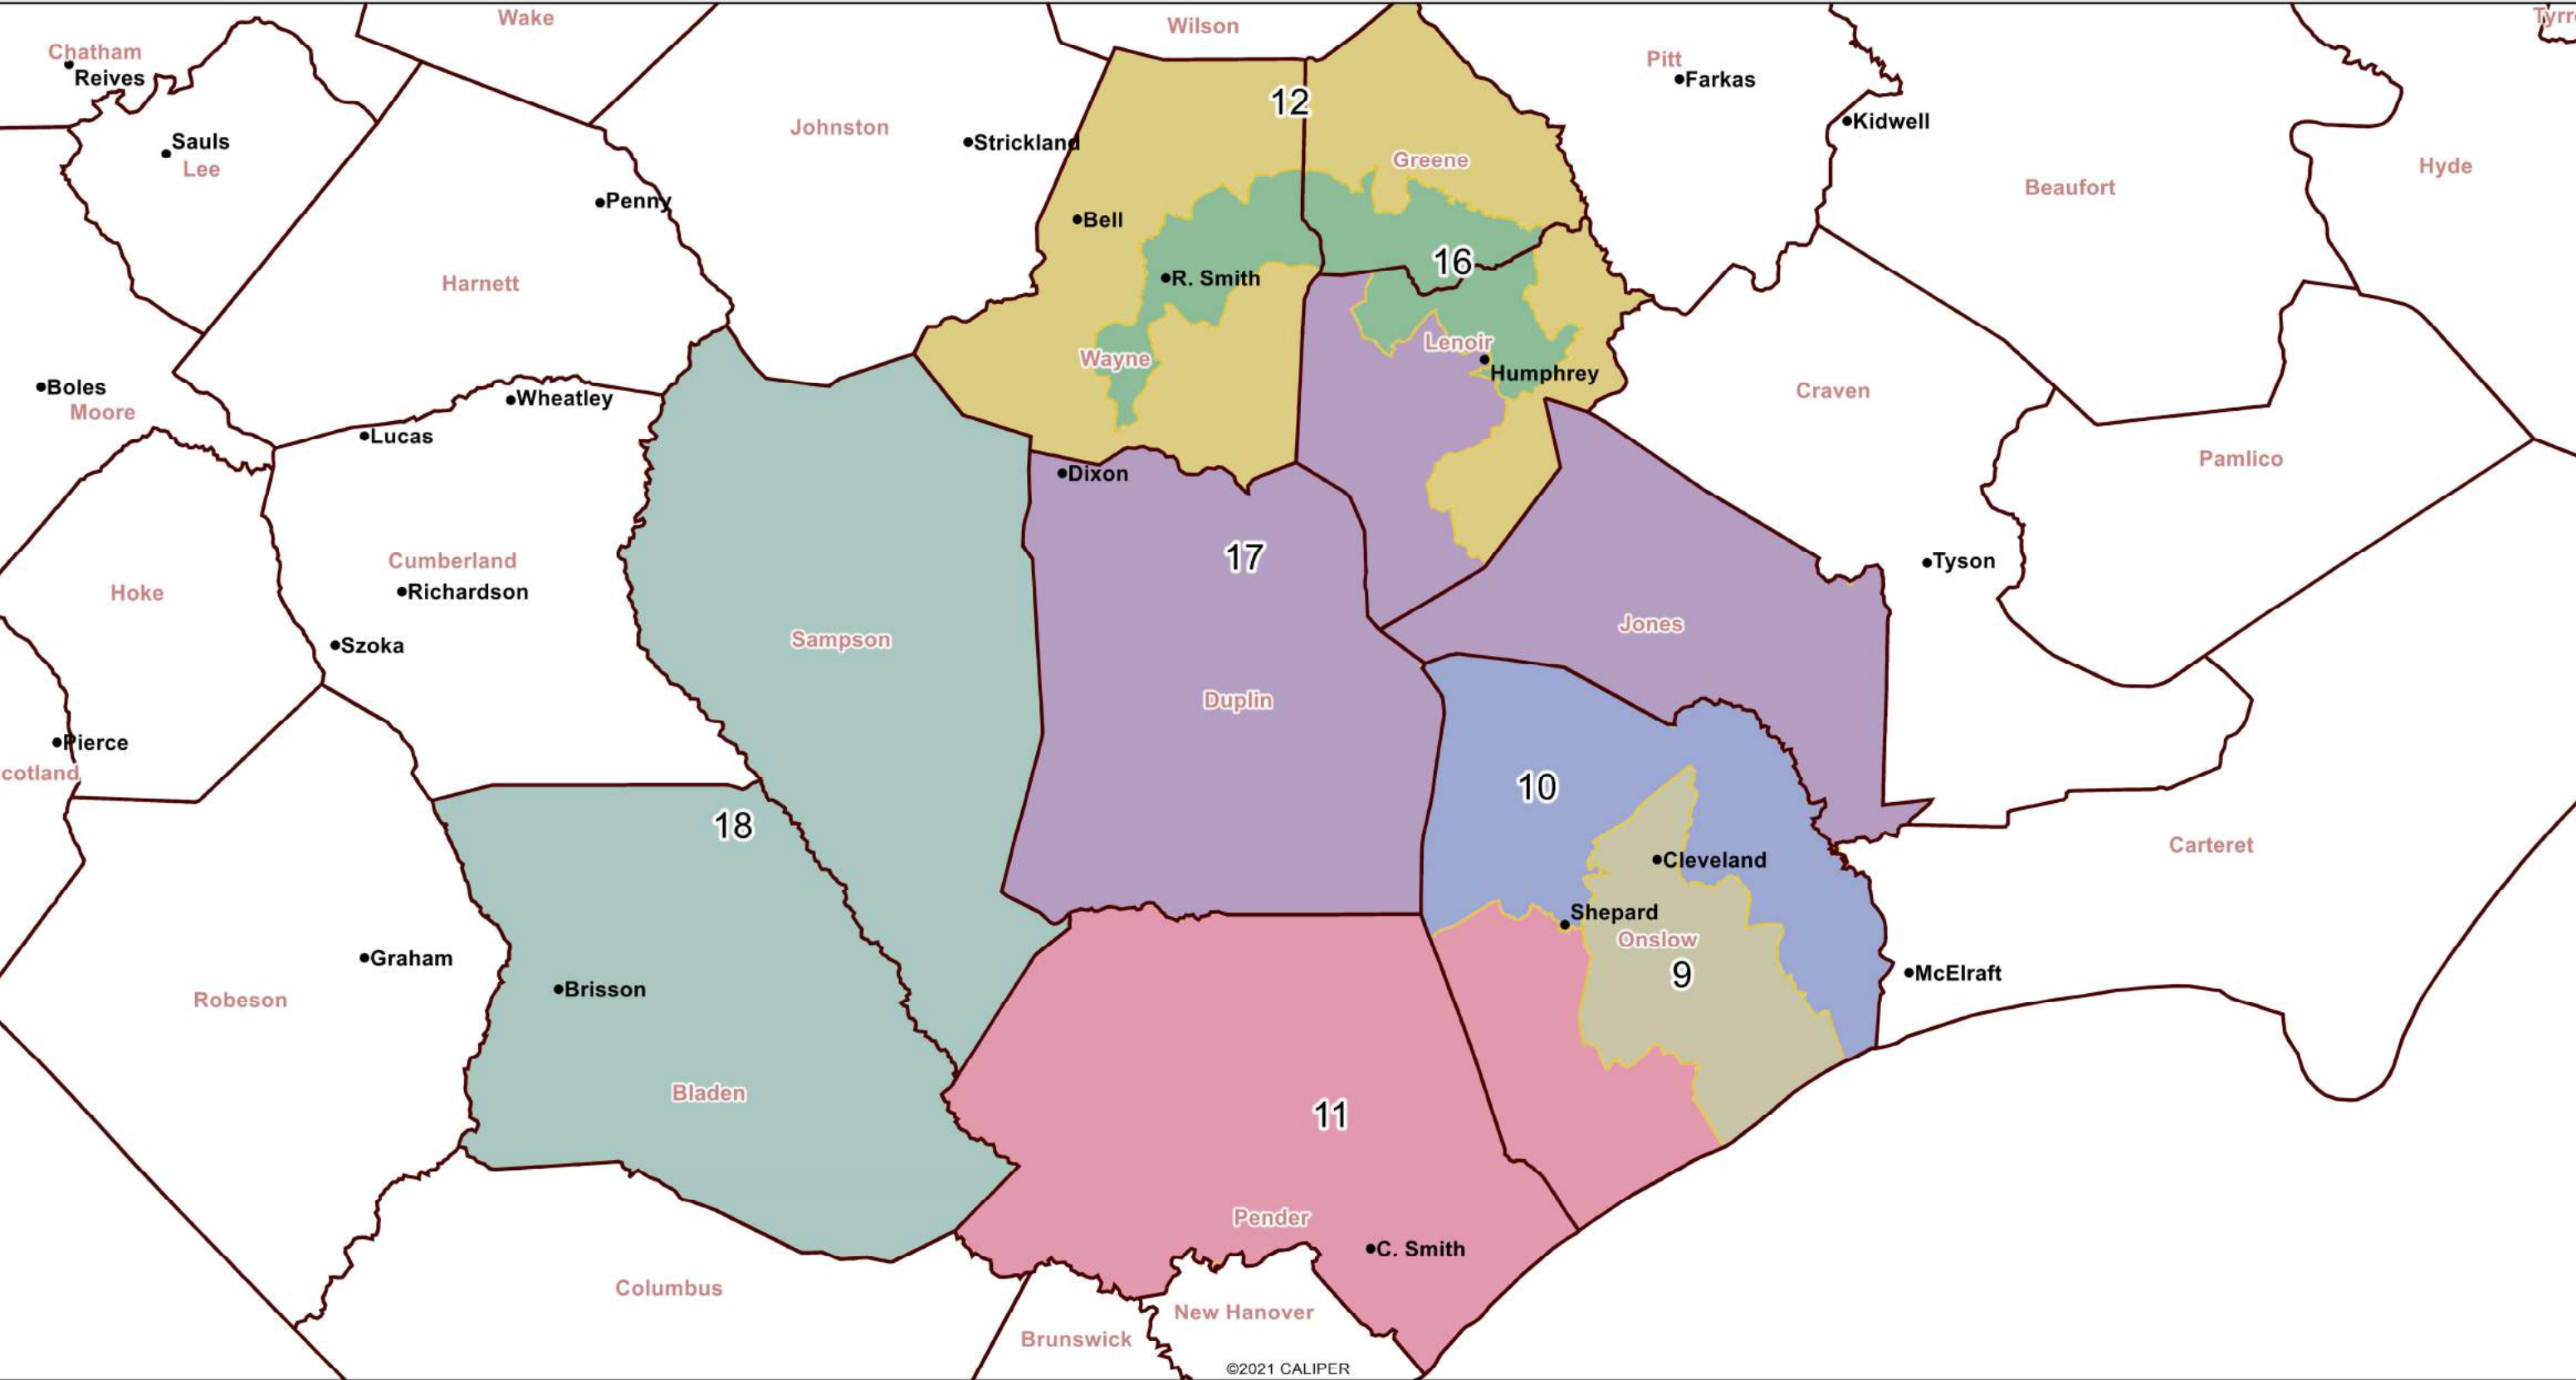 Wake
Wilson
Tyrr
Chatham
Reives
Pitt
Farkas
12
Johnston
Strickland
Kidwell
Sauls
Lee
Greene
Hyde
Beaufort
Penny
Bell
16
R. Smith
Harnett
Lenoir
Wayne
Humphrey
Boles
Moore
Wheatley
Craven
Lucas
Dixon
Pamlico
17
Cumberland
Tyson
Hoke
Richardson
Szoka
Sampson
Jones
Duplin
Pierce
cotland
10
18
Carteret
Cleveland
Shepard
Onslow
Graham
9
McElraft
Brisson
Robeson
Bladen
11
Pender
C. Smith
Columbus
New Hanover
Brunswick
©2021 CALIPER